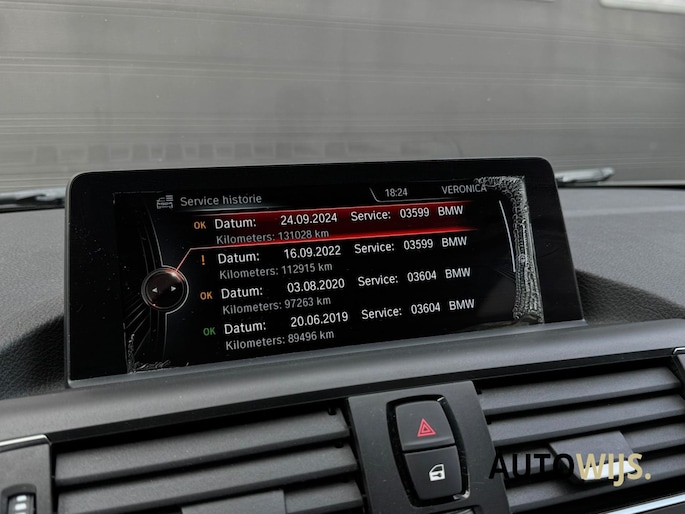 Service historie 18:24 VERONICA
OK Datum: 24.09.2024 Service: 03599 BMW
Kilometers: 131028 km
! Datum: 16.09.2022 Service: 03599 BMW
Kilometers: 112915 km
OK Datum: 03.08.2020 Service: 03604 BMW
Kilometers: 97263 km
OK Datum: 20.06.2019 Service: 03604 BMW
Kilometers: 89496 km
AUTOWIJS.